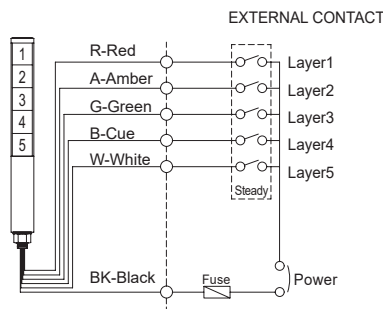 EXTERNAL CONTACT
1
2
3
4
5
R-Red
A-Amber
G-Green
B-Cue
W-White
BK-Black
Layer1
Layer2
Layer3
Layer4
Layer5
Steady
Fuse
Power